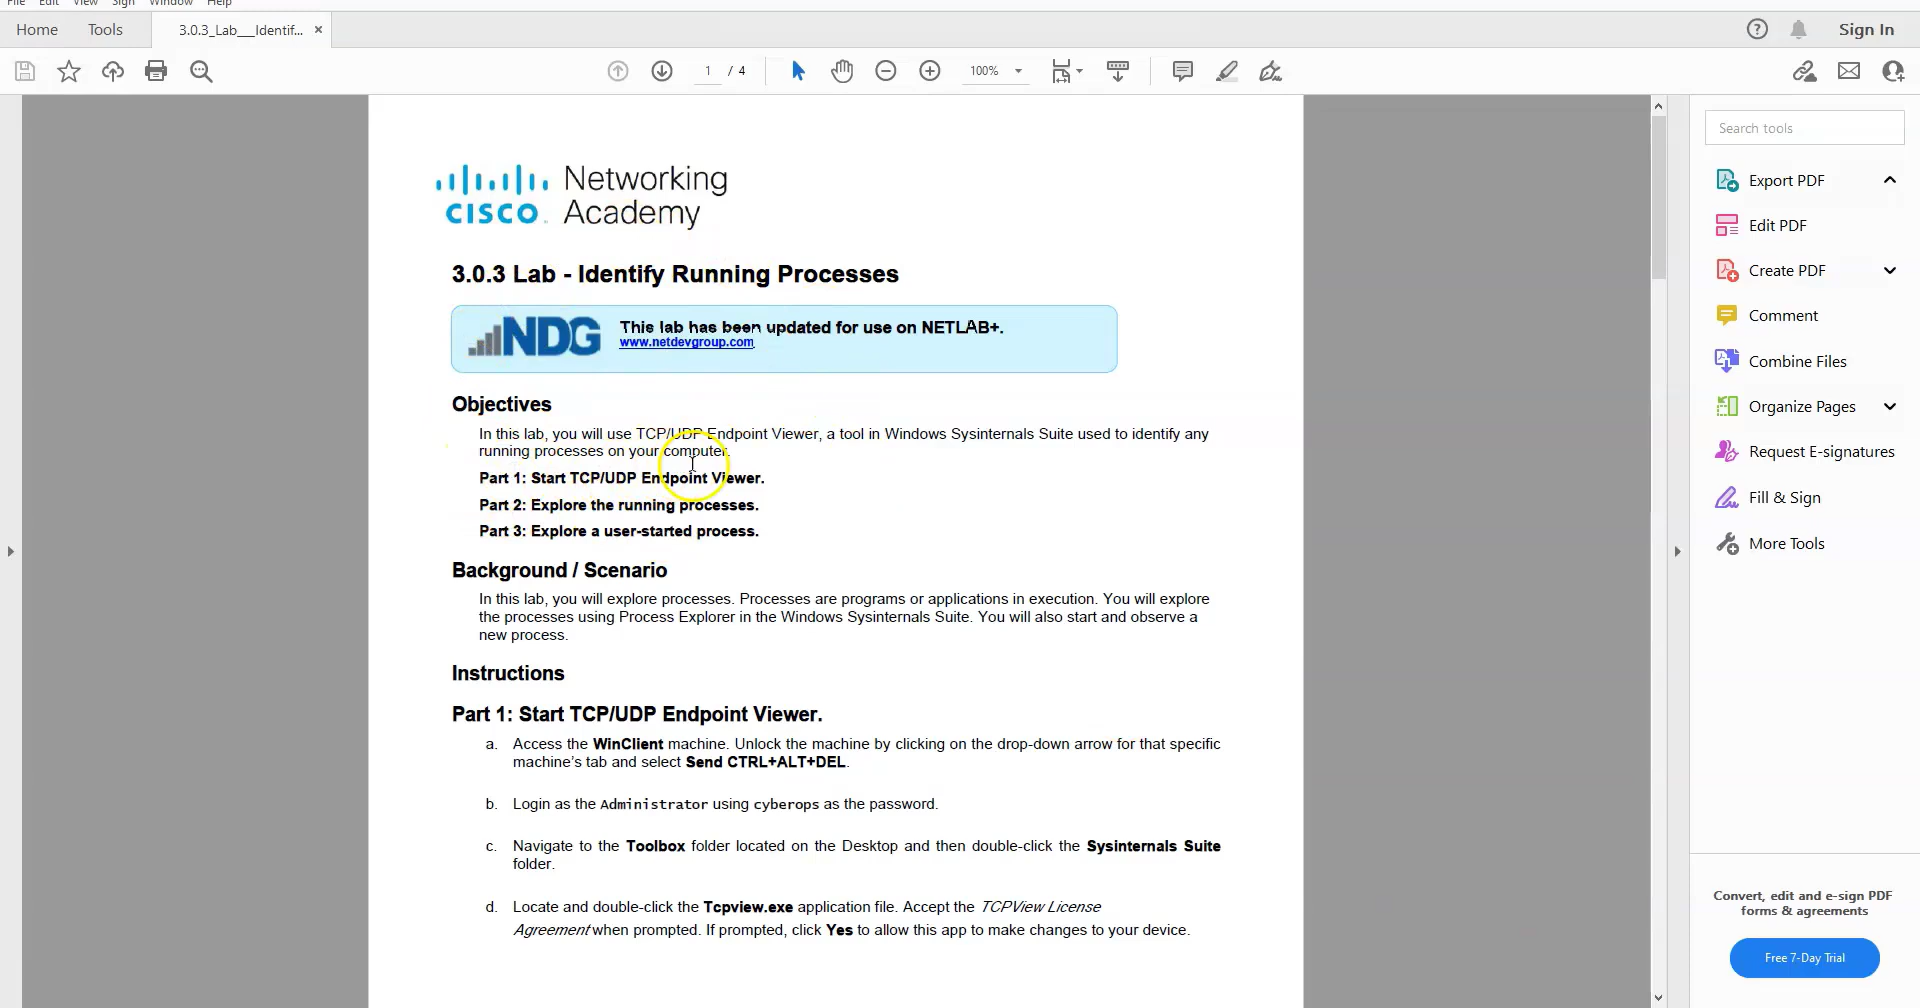 File Edit View Sign Window Help
Home Tools 3.0.3_Lab___Identif... × Sign In
1 / 4 100%
Search tools
CISCO Networking Academy
Export PDF
Edit PDF
Create PDF
Comment
Combine Files
Organize Pages
Request E-signatures
Fill & Sign
More Tools
3.0.3 Lab - Identify Running Processes
NDG This lab has been updated for use on NETLAB+.
www.netdevgroup.com
Objectives
In this lab, you will use TCP/UDP Endpoint Viewer, a tool in Windows Sysinternals Suite used to identify any
running processes on your computer.
Part 1: Start TCP/UDP Endpoint Viewer.
Part 2: Explore the running processes.
Part 3: Explore a user-started process.
Background / Scenario
In this lab, you will explore processes. Processes are programs or applications in execution. You will explore
the processes using Process Explorer in the Windows Sysinternals Suite. You will also start and observe a
new process.
Instructions
Part 1: Start TCP/UDP Endpoint Viewer.
a. Access the WinClient machine. Unlock the machine by clicking on the drop-down arrow for that specific
machine's tab and select Send CTRL+ALT+DEL.
b. Login as the Administrator using cyberops as the password.
c. Navigate to the Toolbox folder located on the Desktop and then double-click the Sysinternals Suite
folder.
d. Locate and double-click the Tcpview.exe application file. Accept the TCPView License
Agreement when prompted. If prompted, click Yes to allow this app to make changes to your device.
Convert, edit and e-sign PDF
forms & agreements
Free 7-Day Trial